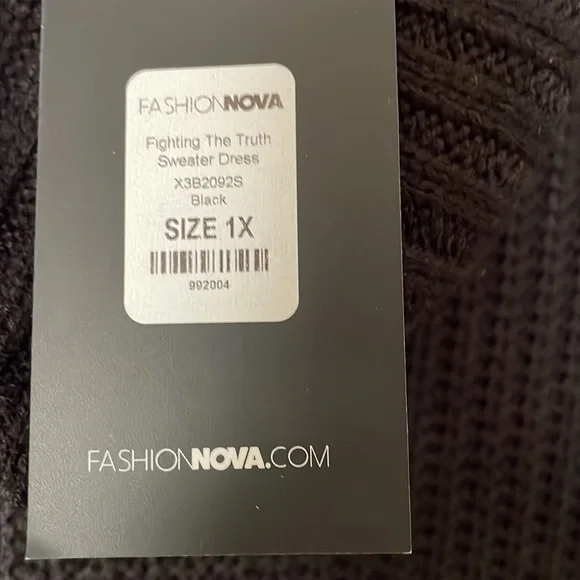 FASHIONNOVA
Fighting The Truth
Sweater Dress
X3B2092S
Black
SIZE 1X
992004
FASHIONNOVA.COM